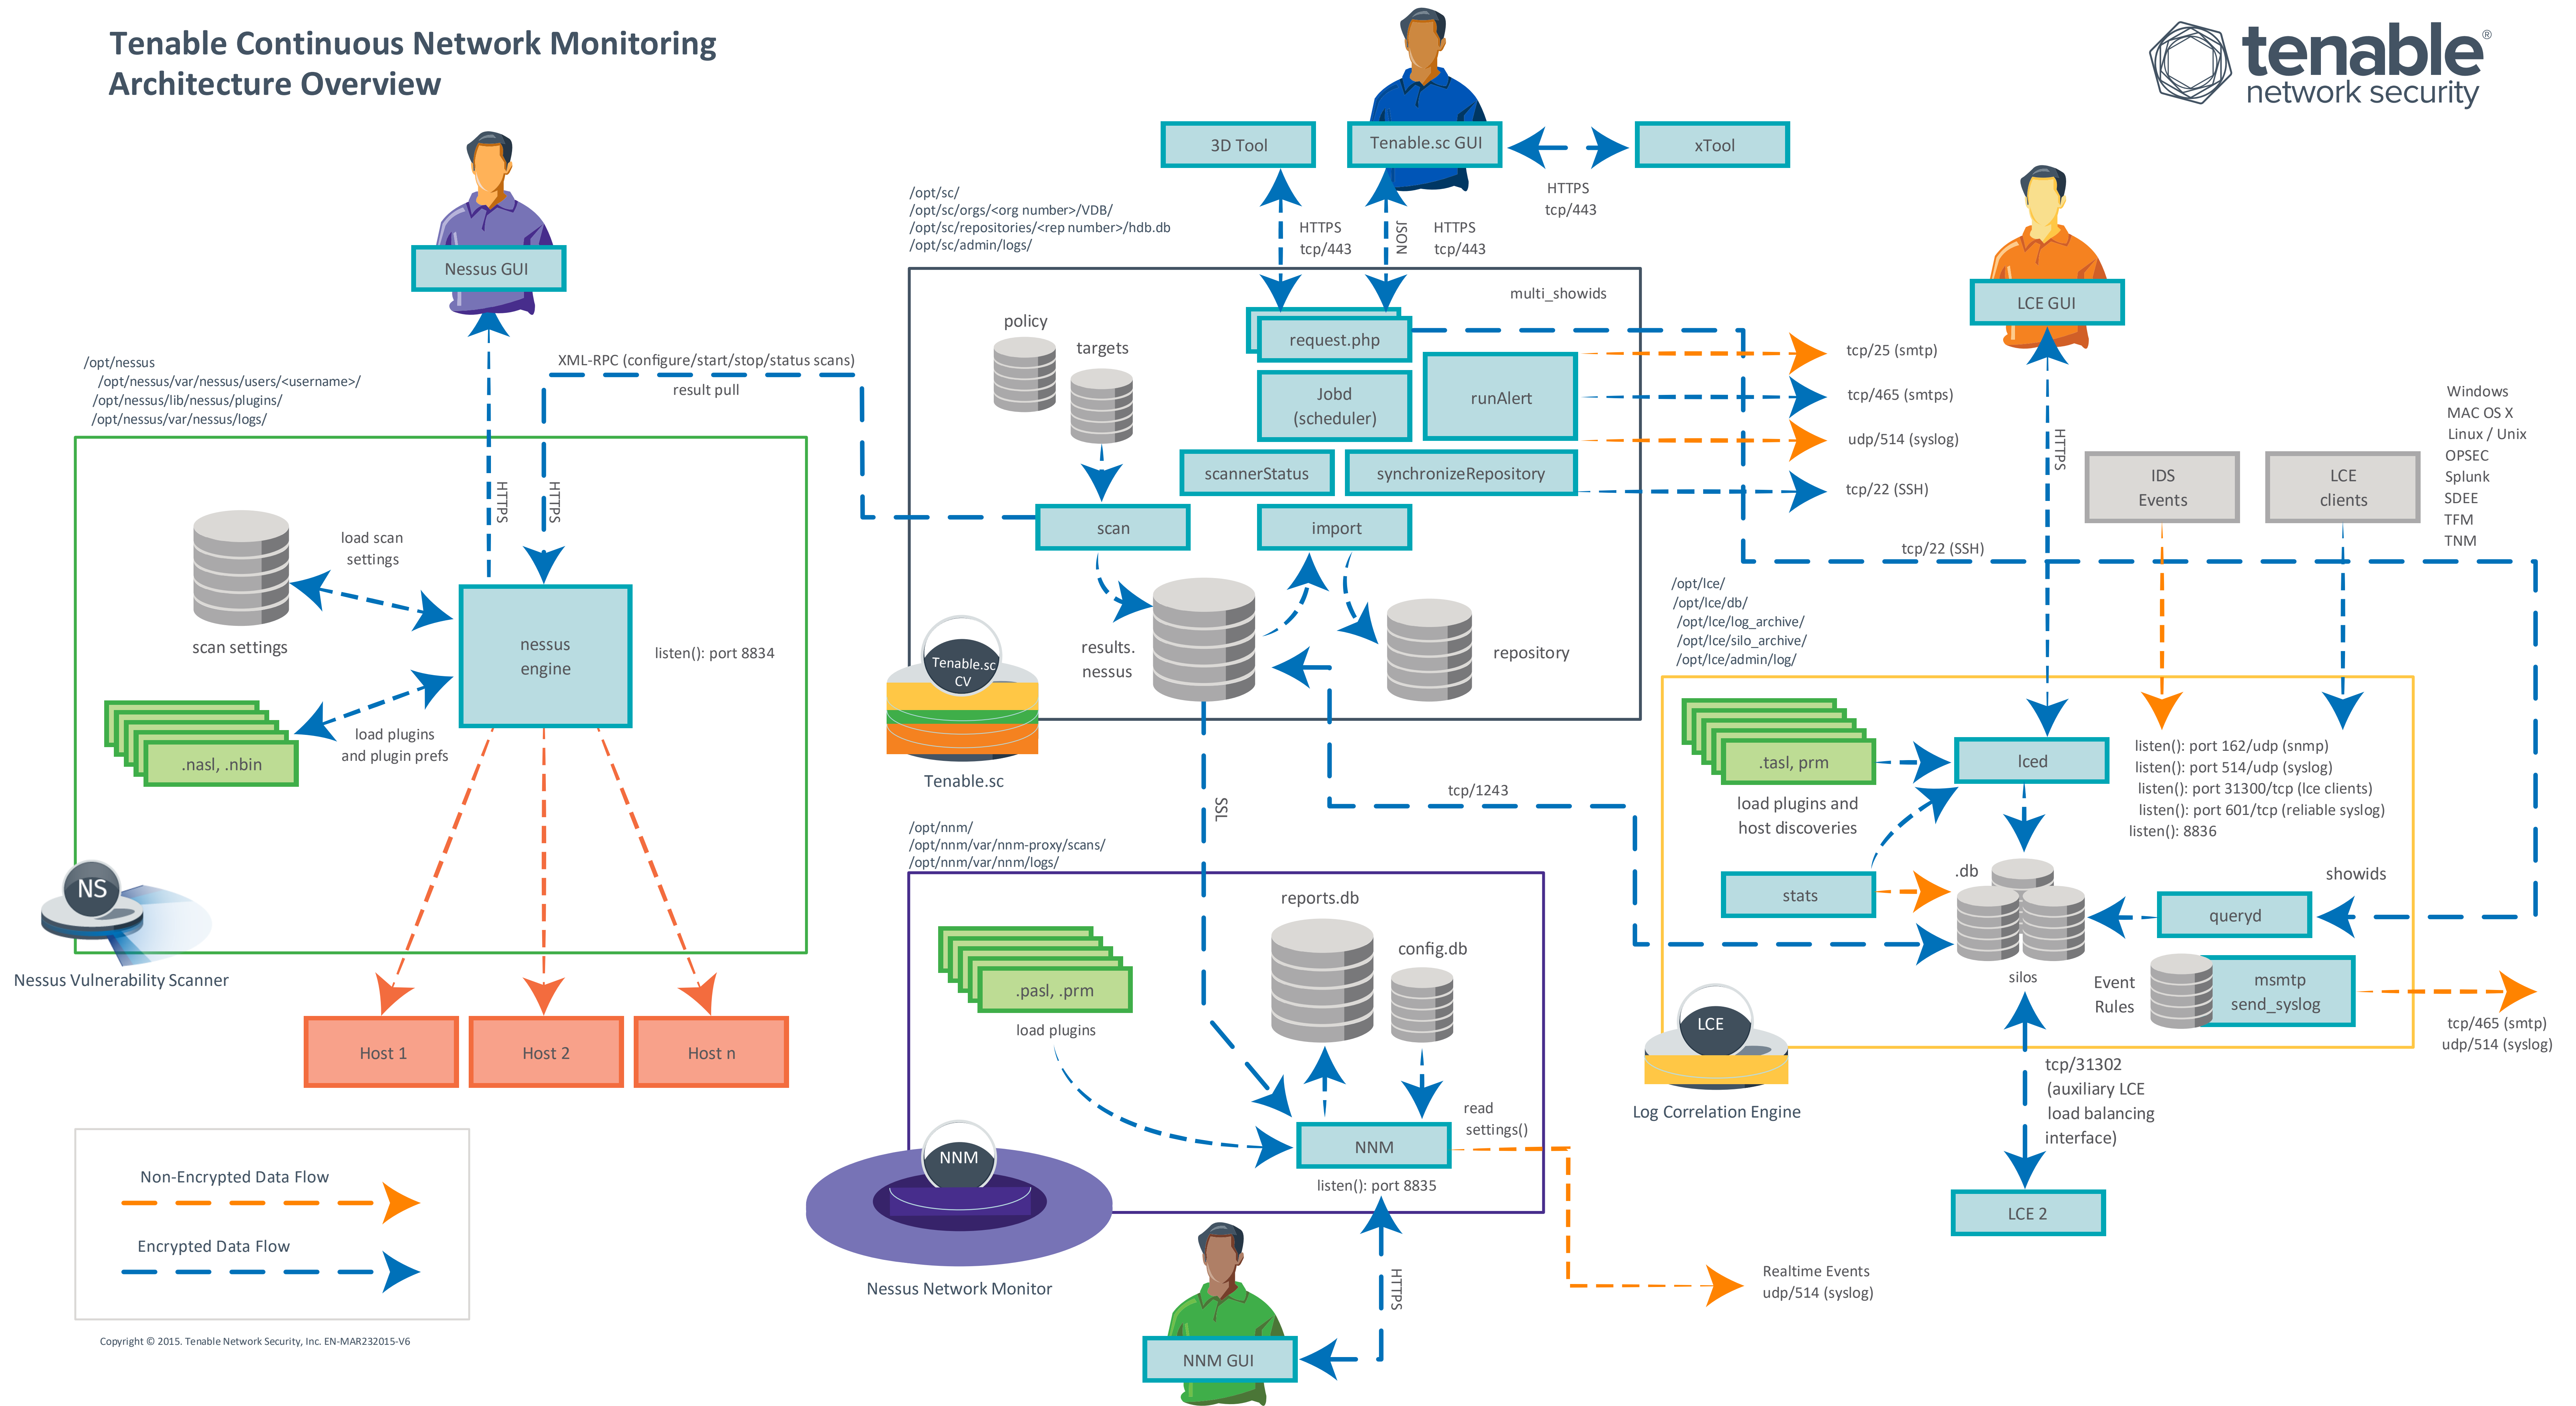 Tenable Continuous Network Monitoring
Architecture Overview
tenable®
network security
3D Tool
Tenable.sc GUI
xTool
HTTPS
tcp/443
/opt/sc/
/opt/sc/orgs/<org number>/VDB/
/opt/sc/repositories/<rep number>/hdb.db
/opt/sc/admin/logs/
HTTPS
tcp/443
JSON
HTTPS
tcp/443
Nessus GUI
/opt/nessus
/opt/nessus/var/nessus/users/<username>/
/opt/nessus/lib/nessus/plugins/
/opt/nessus/var/nessus/logs/
XML-RPC (configure/start/stop/status scans)
result pull
HTTPS
HTTPS
load scan
settings
scan settings
nessus
engine
listen(): port 8834
.nasl, .nbin
load plugins
and plugin prefs
NS
Nessus Vulnerability Scanner
Host 1
Host 2
Host n
Non-Encrypted Data Flow
Encrypted Data Flow
Copyright © 2015. Tenable Network Security, Inc. EN-MAR232015-V6
multi_showids
policy
targets
request.php
Jobd
(scheduler)
runAlert
scannerStatus
synchronizeRepository
scan
import
results.
nessus
repository
Tenable.sc
CV
Tenable.sc
tcp/25 (smtp)
tcp/465 (smtps)
udp/514 (syslog)
tcp/22 (SSH)
tcp/22 (SSH)
SSL
tcp/1243
/opt/nnm/
/opt/nnm/var/nnm-proxy/scans/
/opt/nnm/var/nnm/logs/
reports.db
config.db
.pasl, .prm
load plugins
read
settings()
NNM
listen(): port 8835
NNM
Nessus Network Monitor
HTTPS
NNM GUI
Realtime Events
udp/514 (syslog)
LCE GUI
HTTPS
IDS
Events
LCE
clients
Windows
MAC OS X
Linux / Unix
OPSEC
Splunk
SDEE
TFM
TNM
/opt/lce/
/opt/lce/db/
/opt/lce/log_archive/
/opt/lce/silo_archive/
/opt/lce/admin/log/
.tasl, prm
load plugins and
host discoveries
lced
listen(): port 162/udp (snmp)
listen(): port 514/udp (syslog)
listen(): port 31300/tcp (lce clients)
listen(): port 601/tcp (reliable syslog)
listen(): 8836
stats
.db
silos
showids
queryd
Event
Rules
msmtp
send_syslog
tcp/465 (smtp)
udp/514 (syslog)
LCE
Log Correlation Engine
tcp/31302
(auxiliary LCE
load balancing
interface)
LCE 2